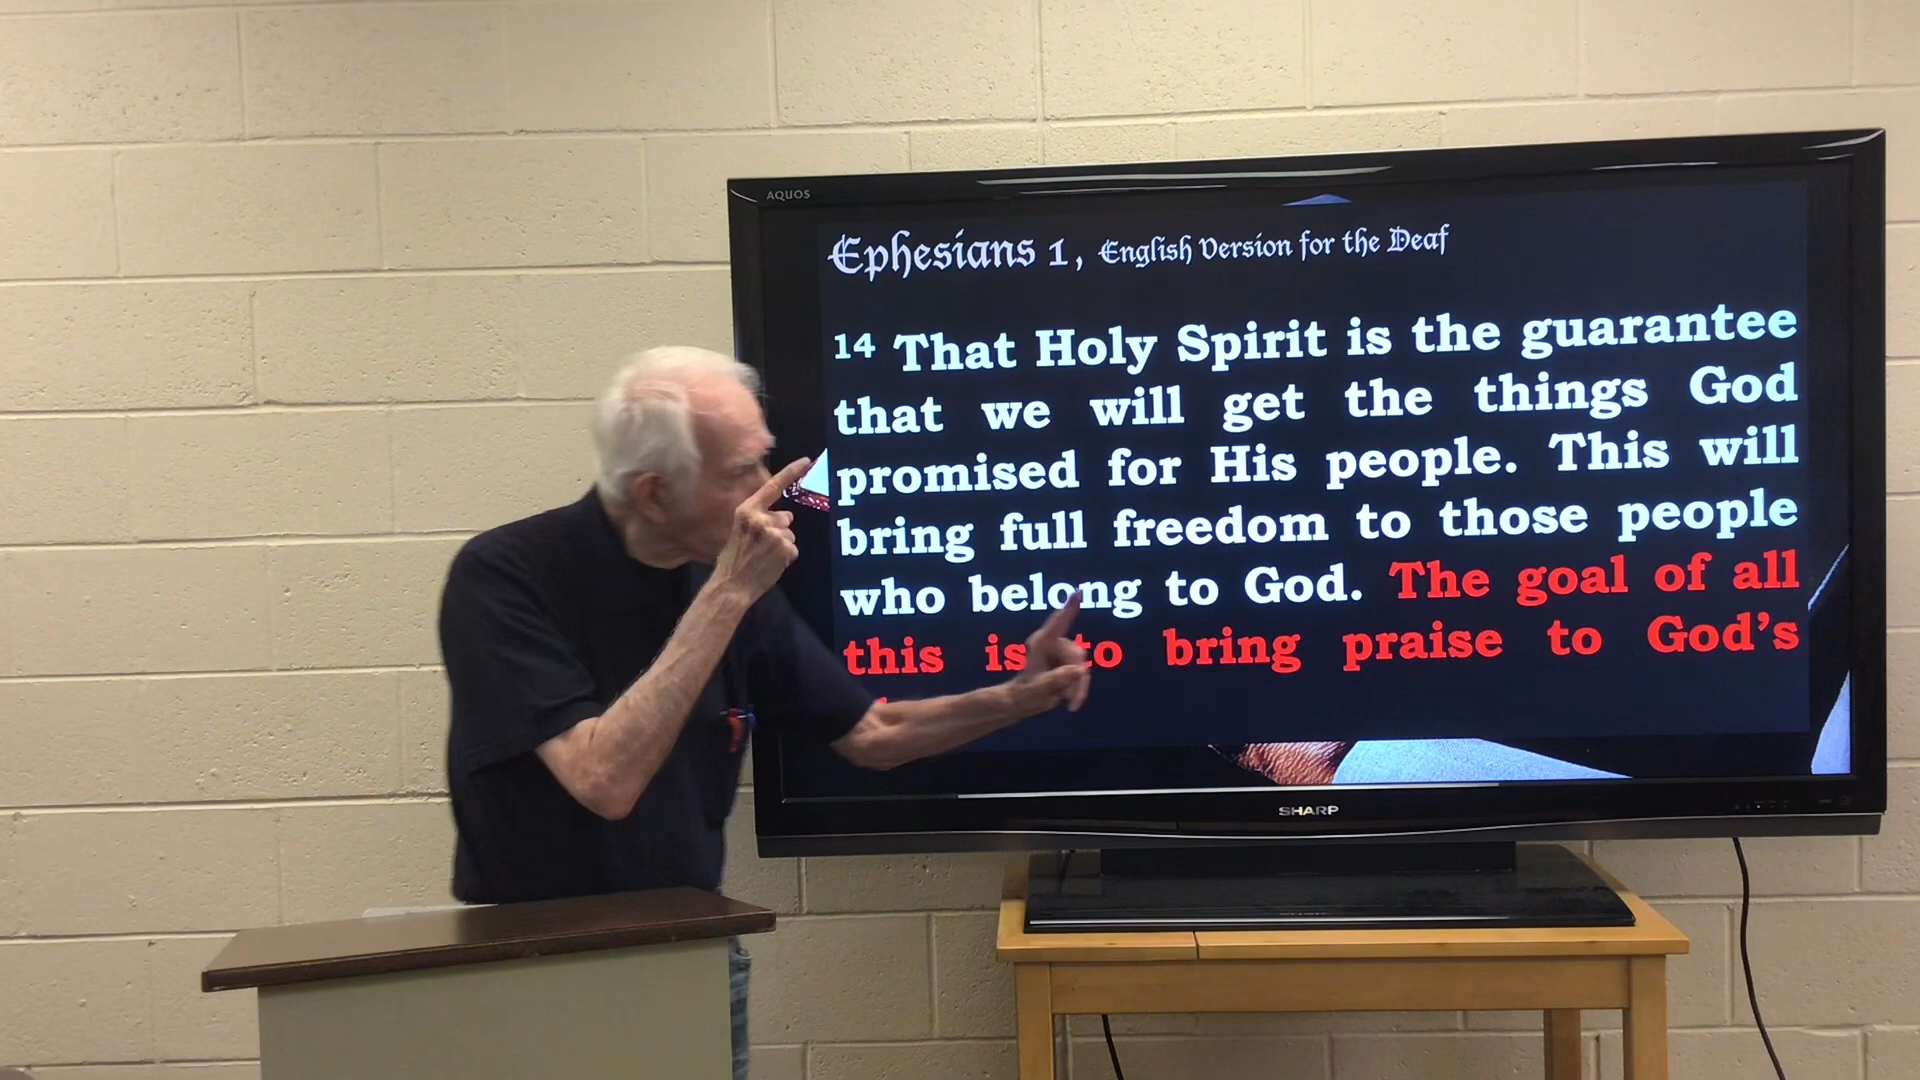 AQUOS
Ephesians 1, English Version for the Deaf
14 That Holy Spirit is the guarantee
that we will get the things God
promised for His people. This will
bring full freedom to those people
who belong to God. The goal of all
this is to bring praise to God's
SHARP